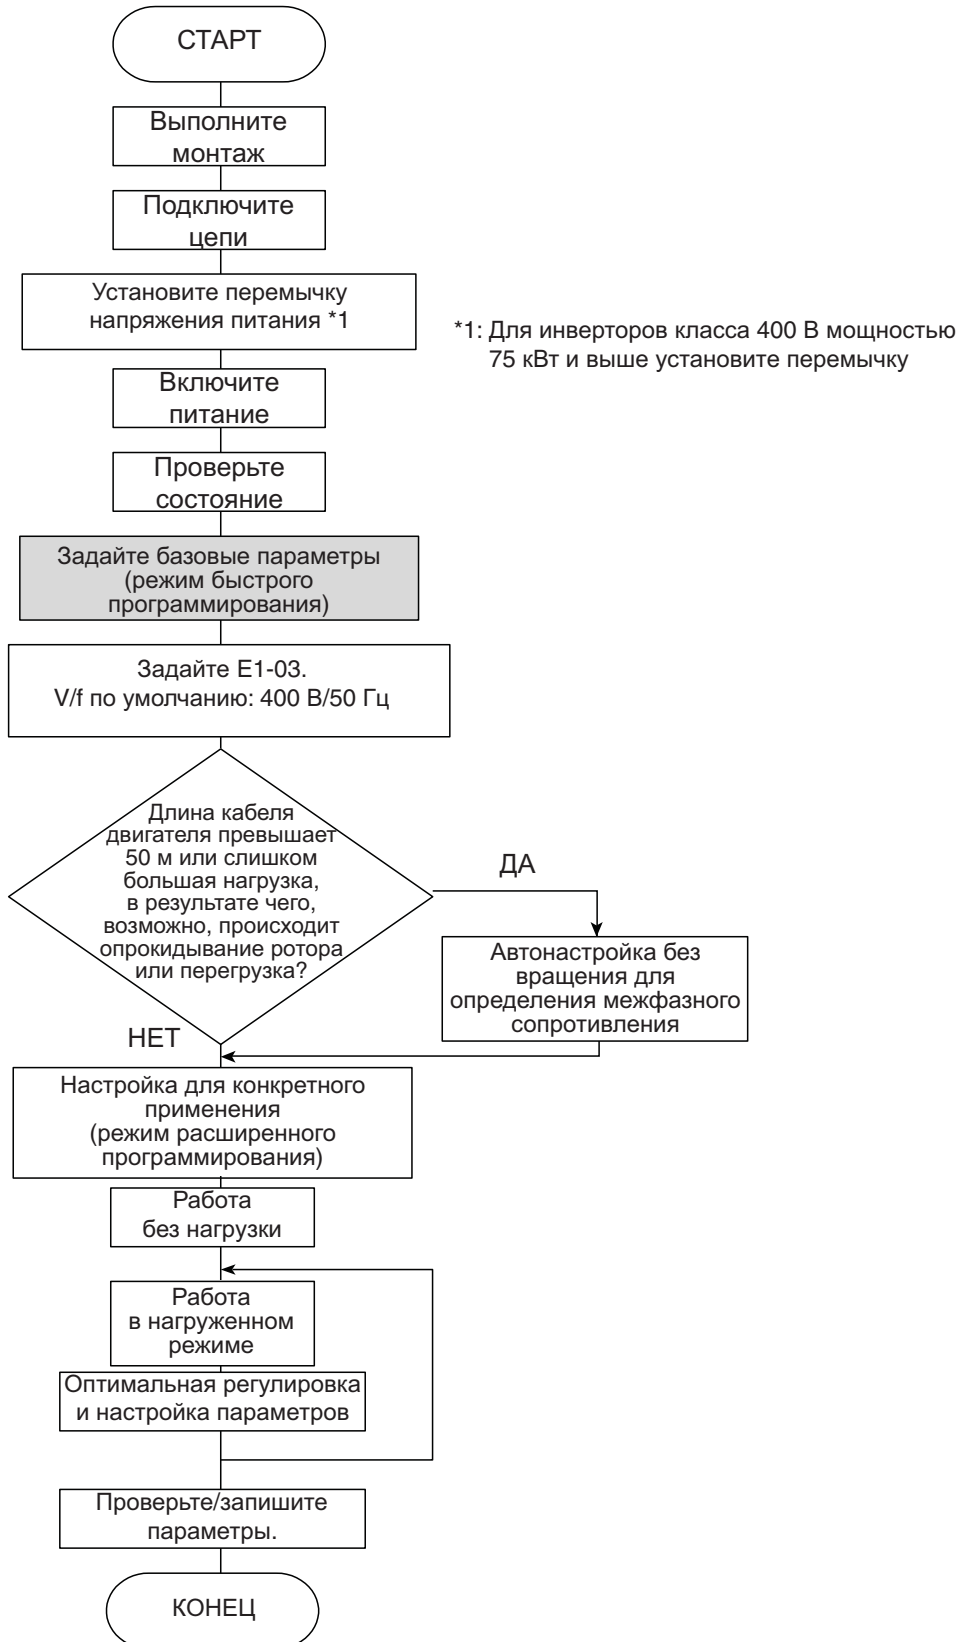 СТАРТ
Выполните
монтаж
Подключите
цепи
Установите перемычку
напряжения питания *1
*1: Для инверторов класса 400 В мощностью
75 кВт и выше установите перемычку
Включите
питание
Проверьте
состояние
Задайте базовые параметры
(режим быстрого
программирования)
Задайте E1-03.
V/f по умолчанию: 400 В/50 Гц
Длина кабеля
двигателя превышает
50 м или слишком
большая нагрузка,
в результате чего,
возможно, происходит
опрокидывание ротора
или перегрузка?
ДА
Автонастройка без
вращения для
определения межфазного
сопротивления
НЕТ
Настройка для конкретного
применения
(режим расширенного
программирования)
Работа
без нагрузки
Работа
в нагруженном
режиме
Оптимальная регулировка
и настройка параметров
Проверьте/запишите
параметры.
КОНЕЦ